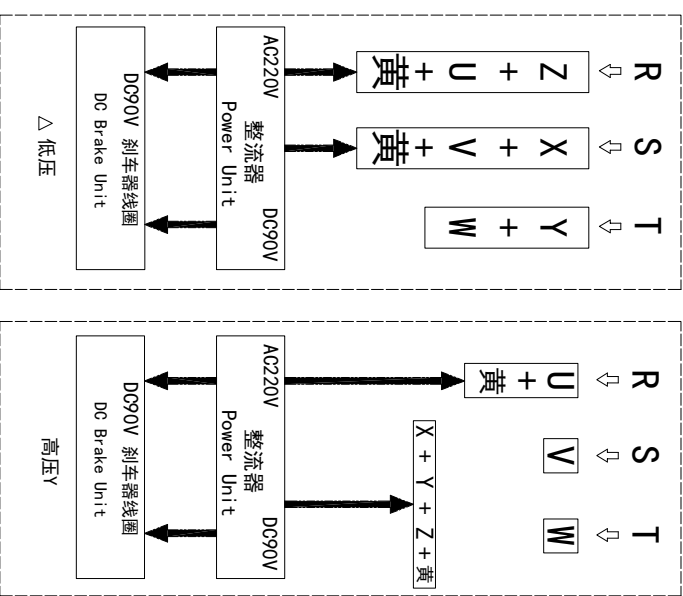 R S T
Z + U + 黄
X + V + 黄
Y + W
AC220V 整流器 DC90V
Power Unit
DC90V 刹车器线圈
DC Brake Unit
△ 低压
R S T
U + 黄
V
W
X + Y + Z + 黄
AC220V 整流器 DC90V
Power Unit
DC90V 刹车器线圈
DC Brake Unit
高压Y